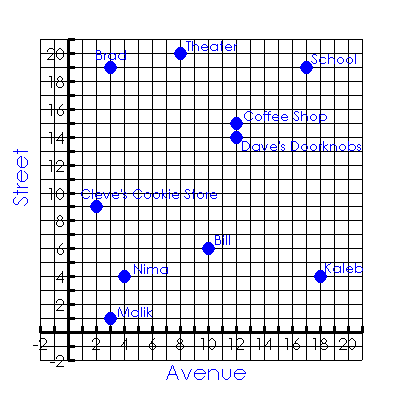 20
Theater
Brad
School
18
16
Coffee Shop
14
Dave's Doorknobs
Street
12
10
Cleve's Cookie Store
8
Bill
6
4
Nima
Kaleb
2
Malik
-2 2 4 6 8 10 12 14 16 18 20
-2
Avenue